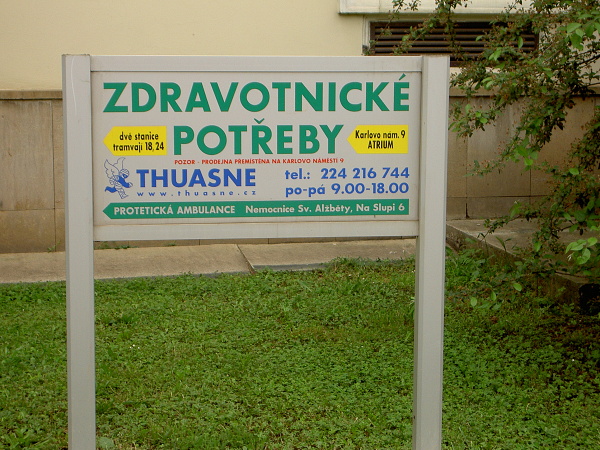 ZDRAVOTNICKÉ
dvě stanice
tramvají 18, 24
POTŘEBY
Karlovo nám. 9
ATRIUM
POZOR - PRODEJNA PREMISTĚNA NA KARLOVO NÁMĚSTÍ 9
THUASNE
www.thuasne.cz
tel.: 224 216 744
po-pá 9.00-18.00
PROTETICKÁ AMBULANCE Nemocnice Sv. Alžběty, Na Slupi 6